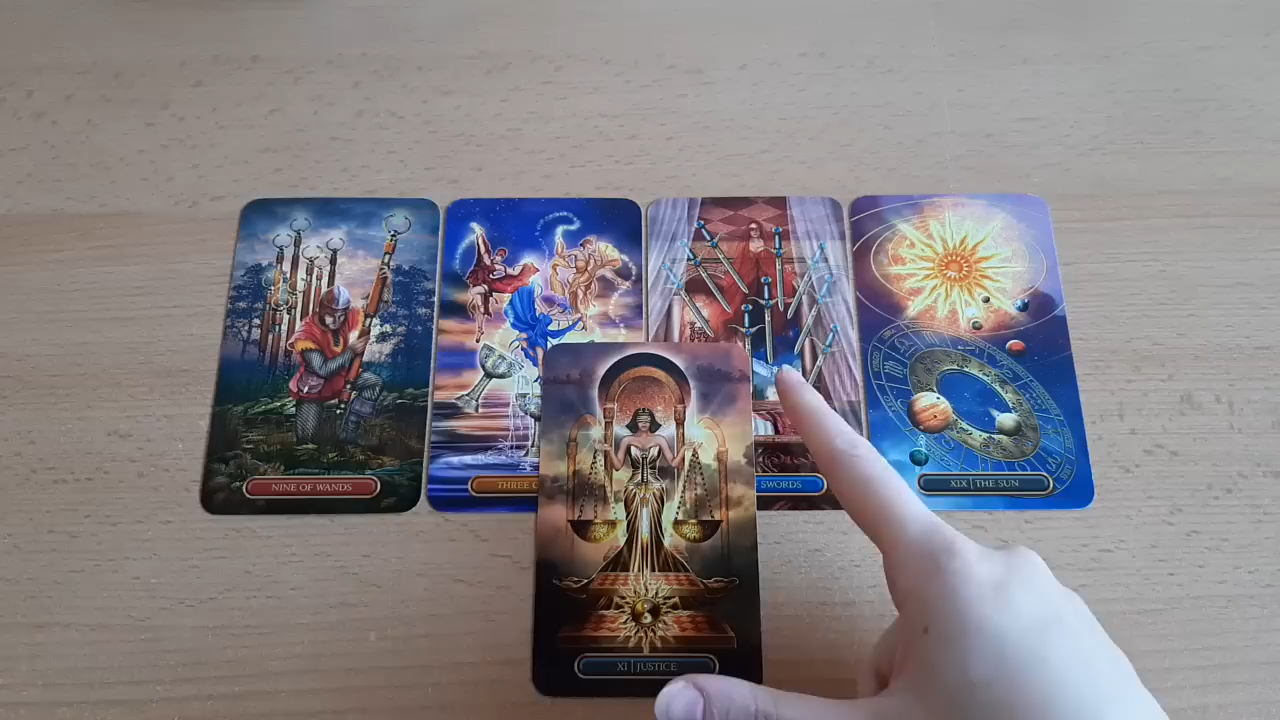 NINE OF WANDS
THREE
SWORDS
XIX | THE SUN
XI | JUSTICE